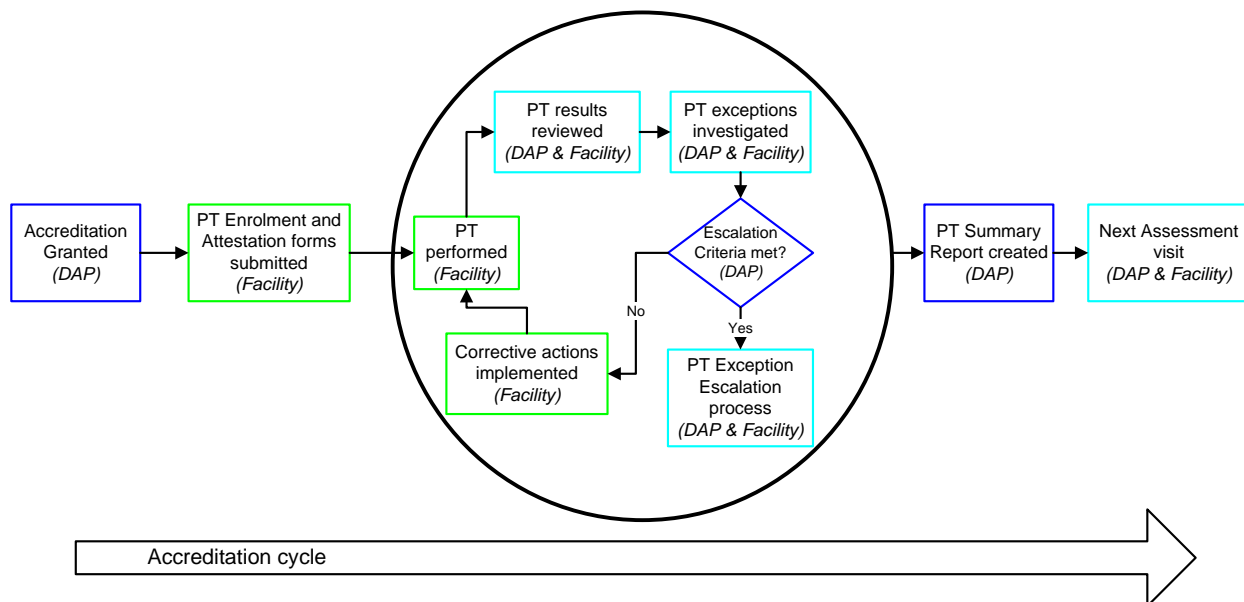 Accreditation
Granted
(DAP)
PT Enrolment and
Attestation forms
submitted
(Facility)
PT
performed
(Facility)
PT results
reviewed
(DAP & Facility)
PT exceptions
investigated
(DAP & Facility)
Escalation
Criteria met?
(DAP)
No
Yes
Corrective actions
implemented
(Facility)
PT Exception
Escalation
process
(DAP & Facility)
PT Summary
Report created
(DAP)
Next Assessment
visit
(DAP & Facility)
Accreditation cycle